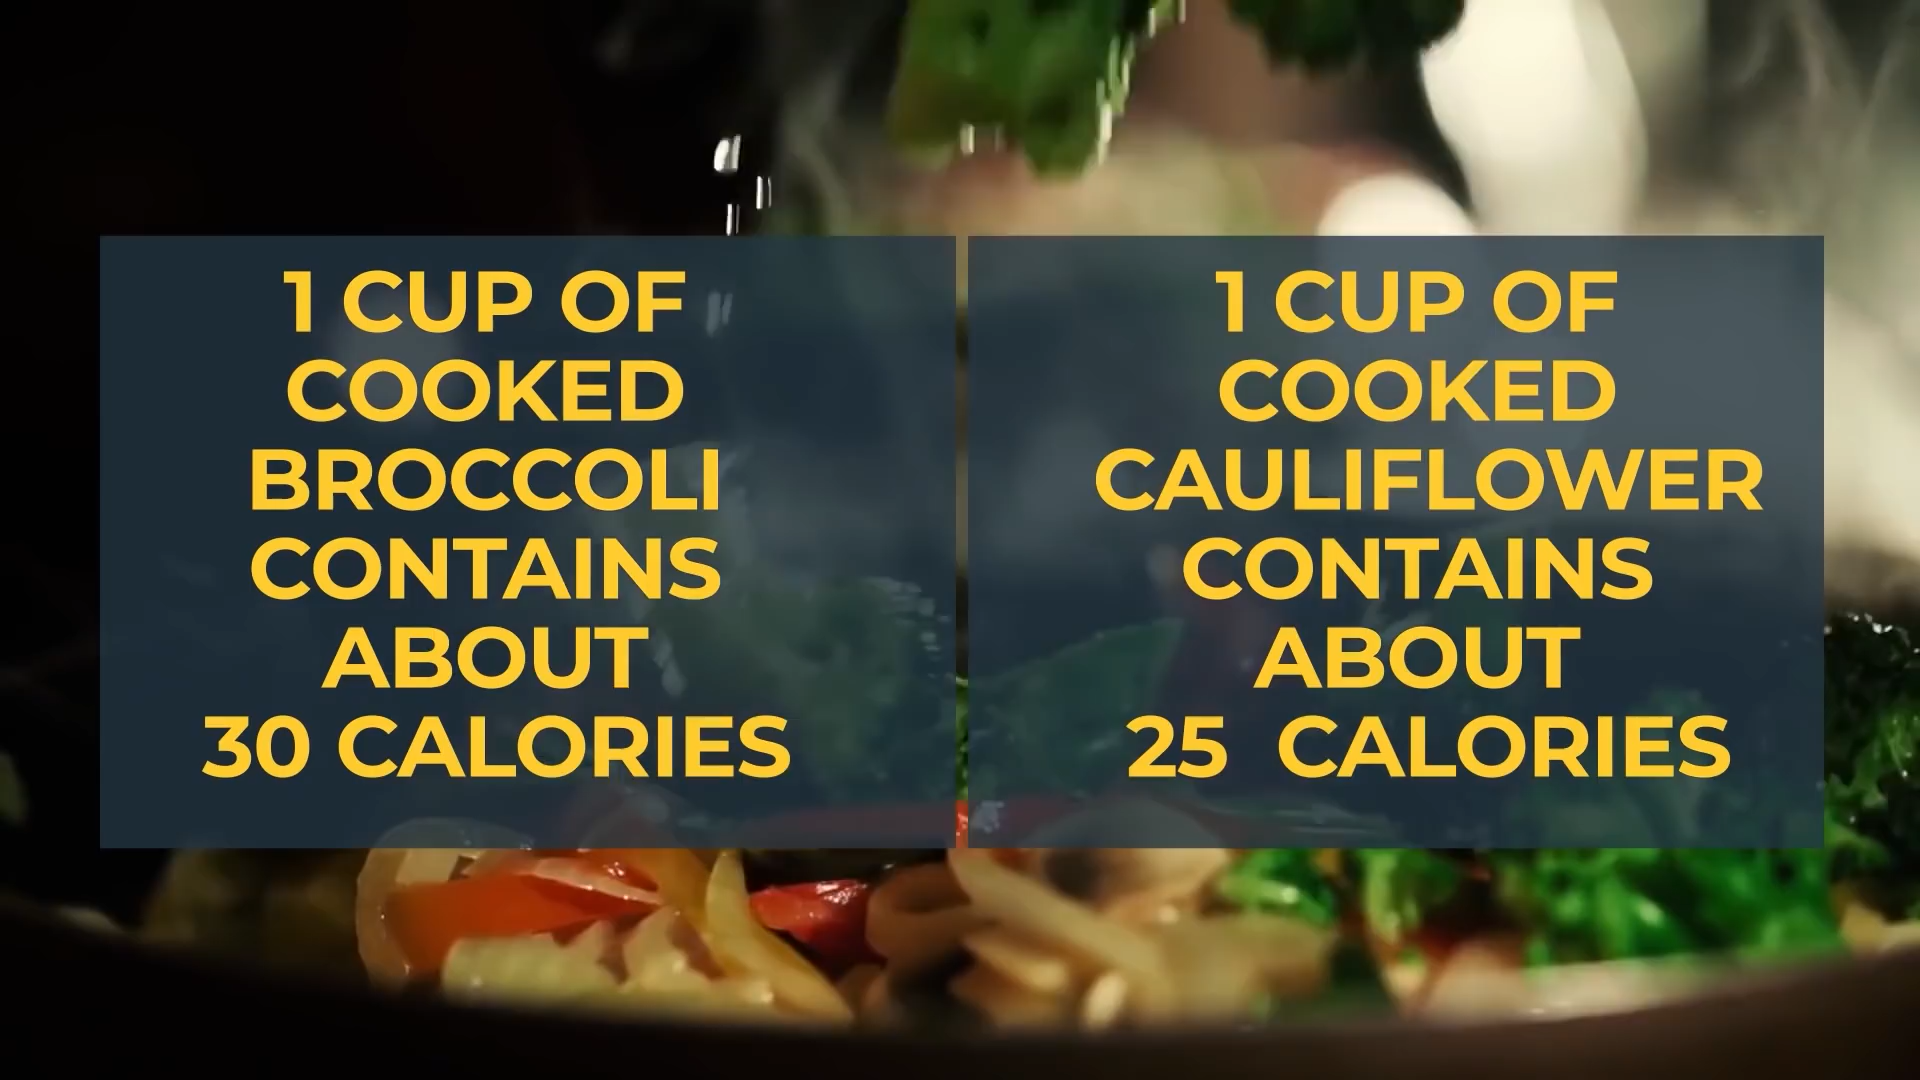 1 CUP OF
COOKED
BROCCOLI
CONTAINS
ABOUT
30 CALORIES
1 CUP OF
COOKED
CAULIFLOWER
CONTAINS
ABOUT
25 CALORIES